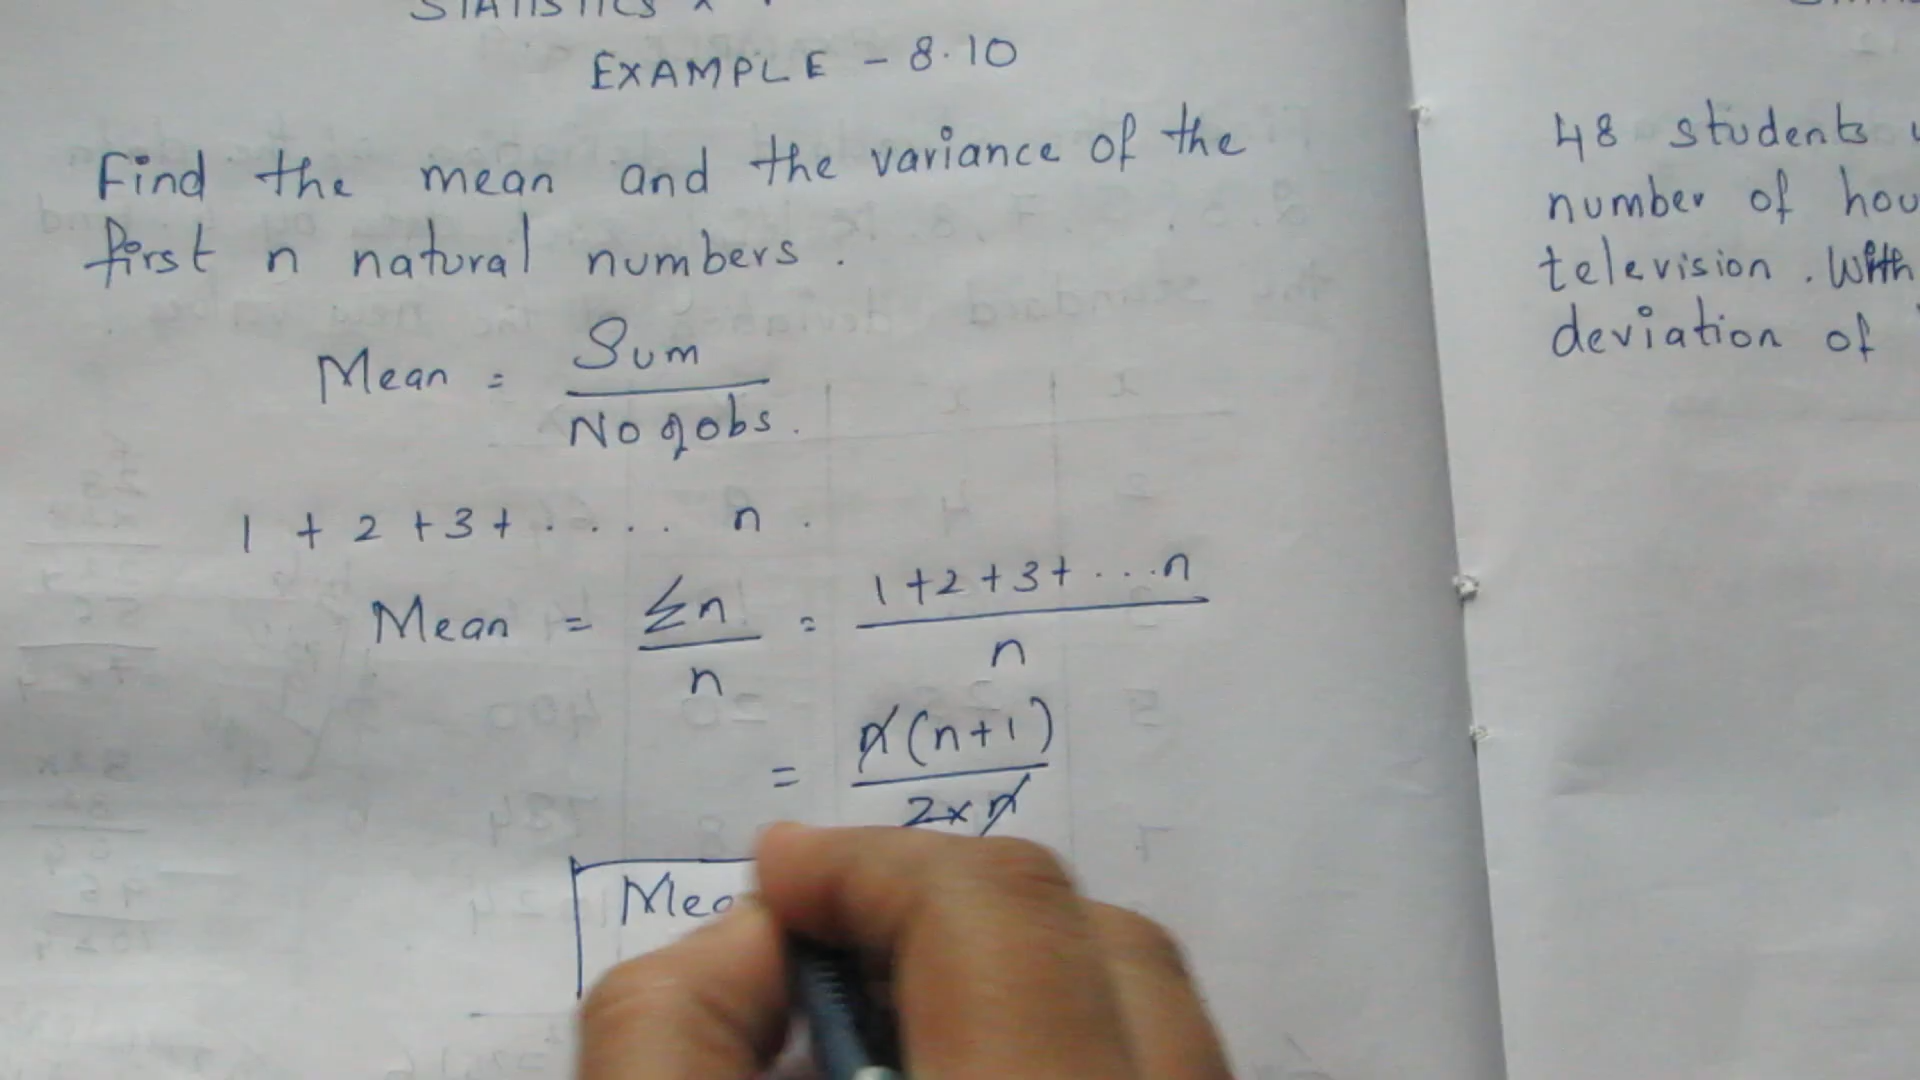 EXAMPLE - 8.10
Find the mean and the variance of the
first n natural numbers.
Mean = Sum / No of obs.
1 + 2 + 3 + ..... n.
Mean = Σn / n = 1+2+3+...n / n
= n(n+1) / 2×n
48 students
number of hou
television. With
deviation of